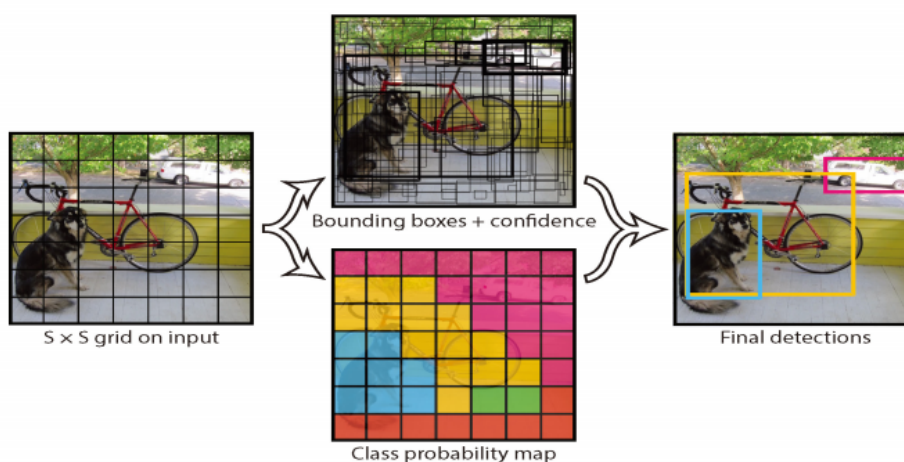 Bounding boxes + confidence
S × S grid on input
Final detections
Class probability map